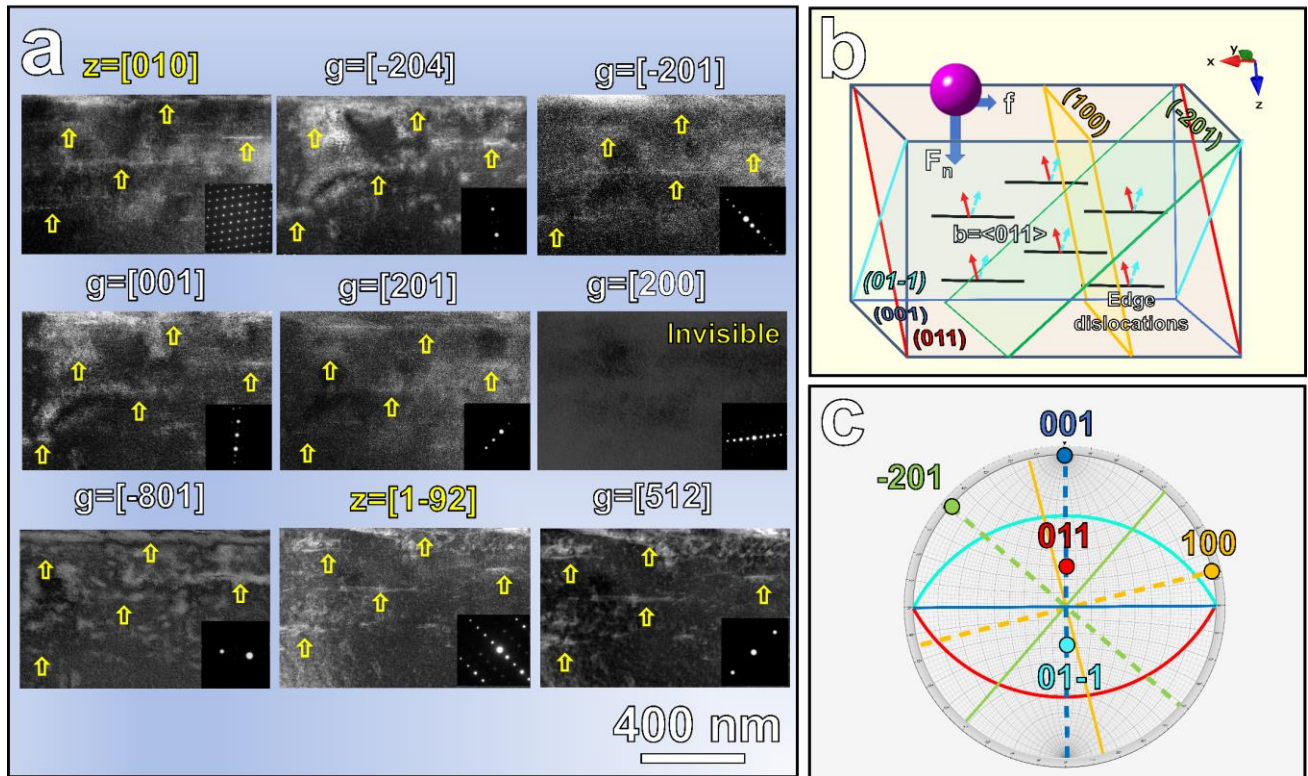 a
z=[010]
g=[-204]
g=[-201]
g=[001]
g=[201]
g=[200]
Invisible
g=[-801]
z=[1-92]
g=[512]
400 nm
b
x
y
z
f
Fn
(100)
(-201)
b=<011>
(01-1)
(001)
(011)
Edge
dislocations
c
001
-201
011
100
01-1